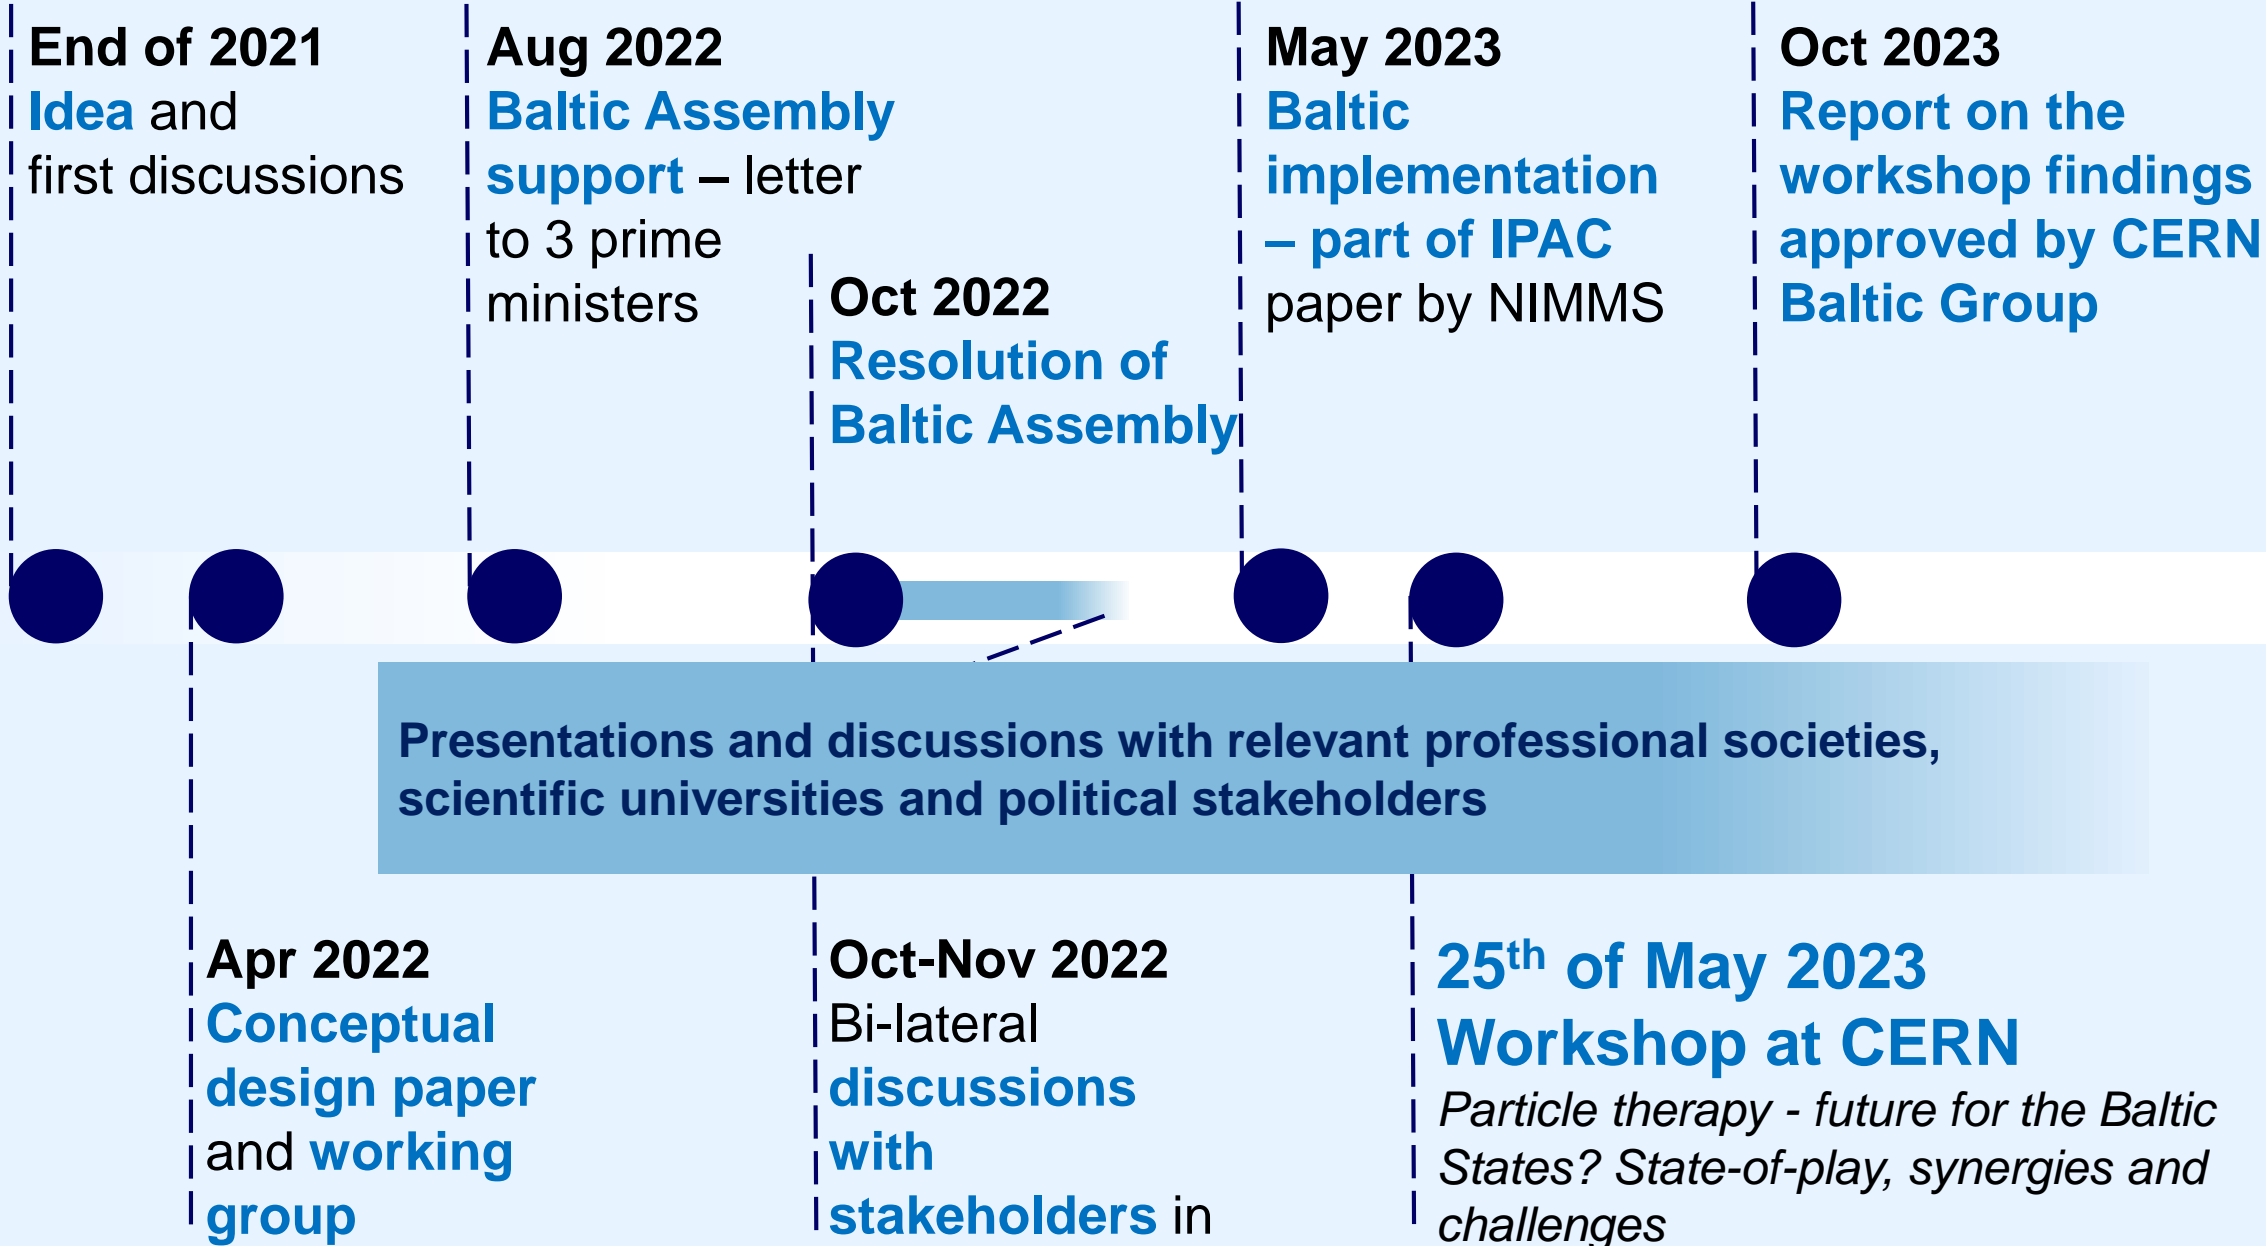 End of 2021
Idea and
first discussions
Aug 2022
Baltic Assembly
support – letter
to 3 prime
ministers
Oct 2022
Resolution of
Baltic Assembly
May 2023
Baltic
implementation
– part of IPAC
paper by NIMMS
Oct 2023
Report on the
workshop findings
approved by CERN
Baltic Group
Presentations and discussions with relevant professional societies,
scientific universities and political stakeholders
Apr 2022
Conceptual
design paper
and working
group
Oct-Nov 2022
Bi-lateral
discussions
with
stakeholders in
25th of May 2023
Workshop at CERN
Particle therapy - future for the Baltic
States? State-of-play, synergies and
challenges